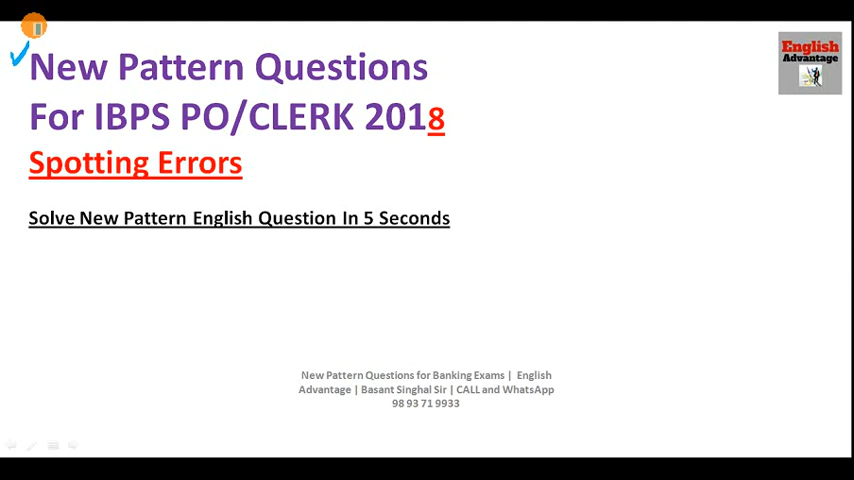 New Pattern Questions
For IBPS PO/CLERK 2018
Spotting Errors
Solve New Pattern English Question In 5 Seconds
English
Advantage
New Pattern Questions for Banking Exams | English
Advantage | Basant Singhal Sir | CALL and WhatsApp
98 93 71 9933